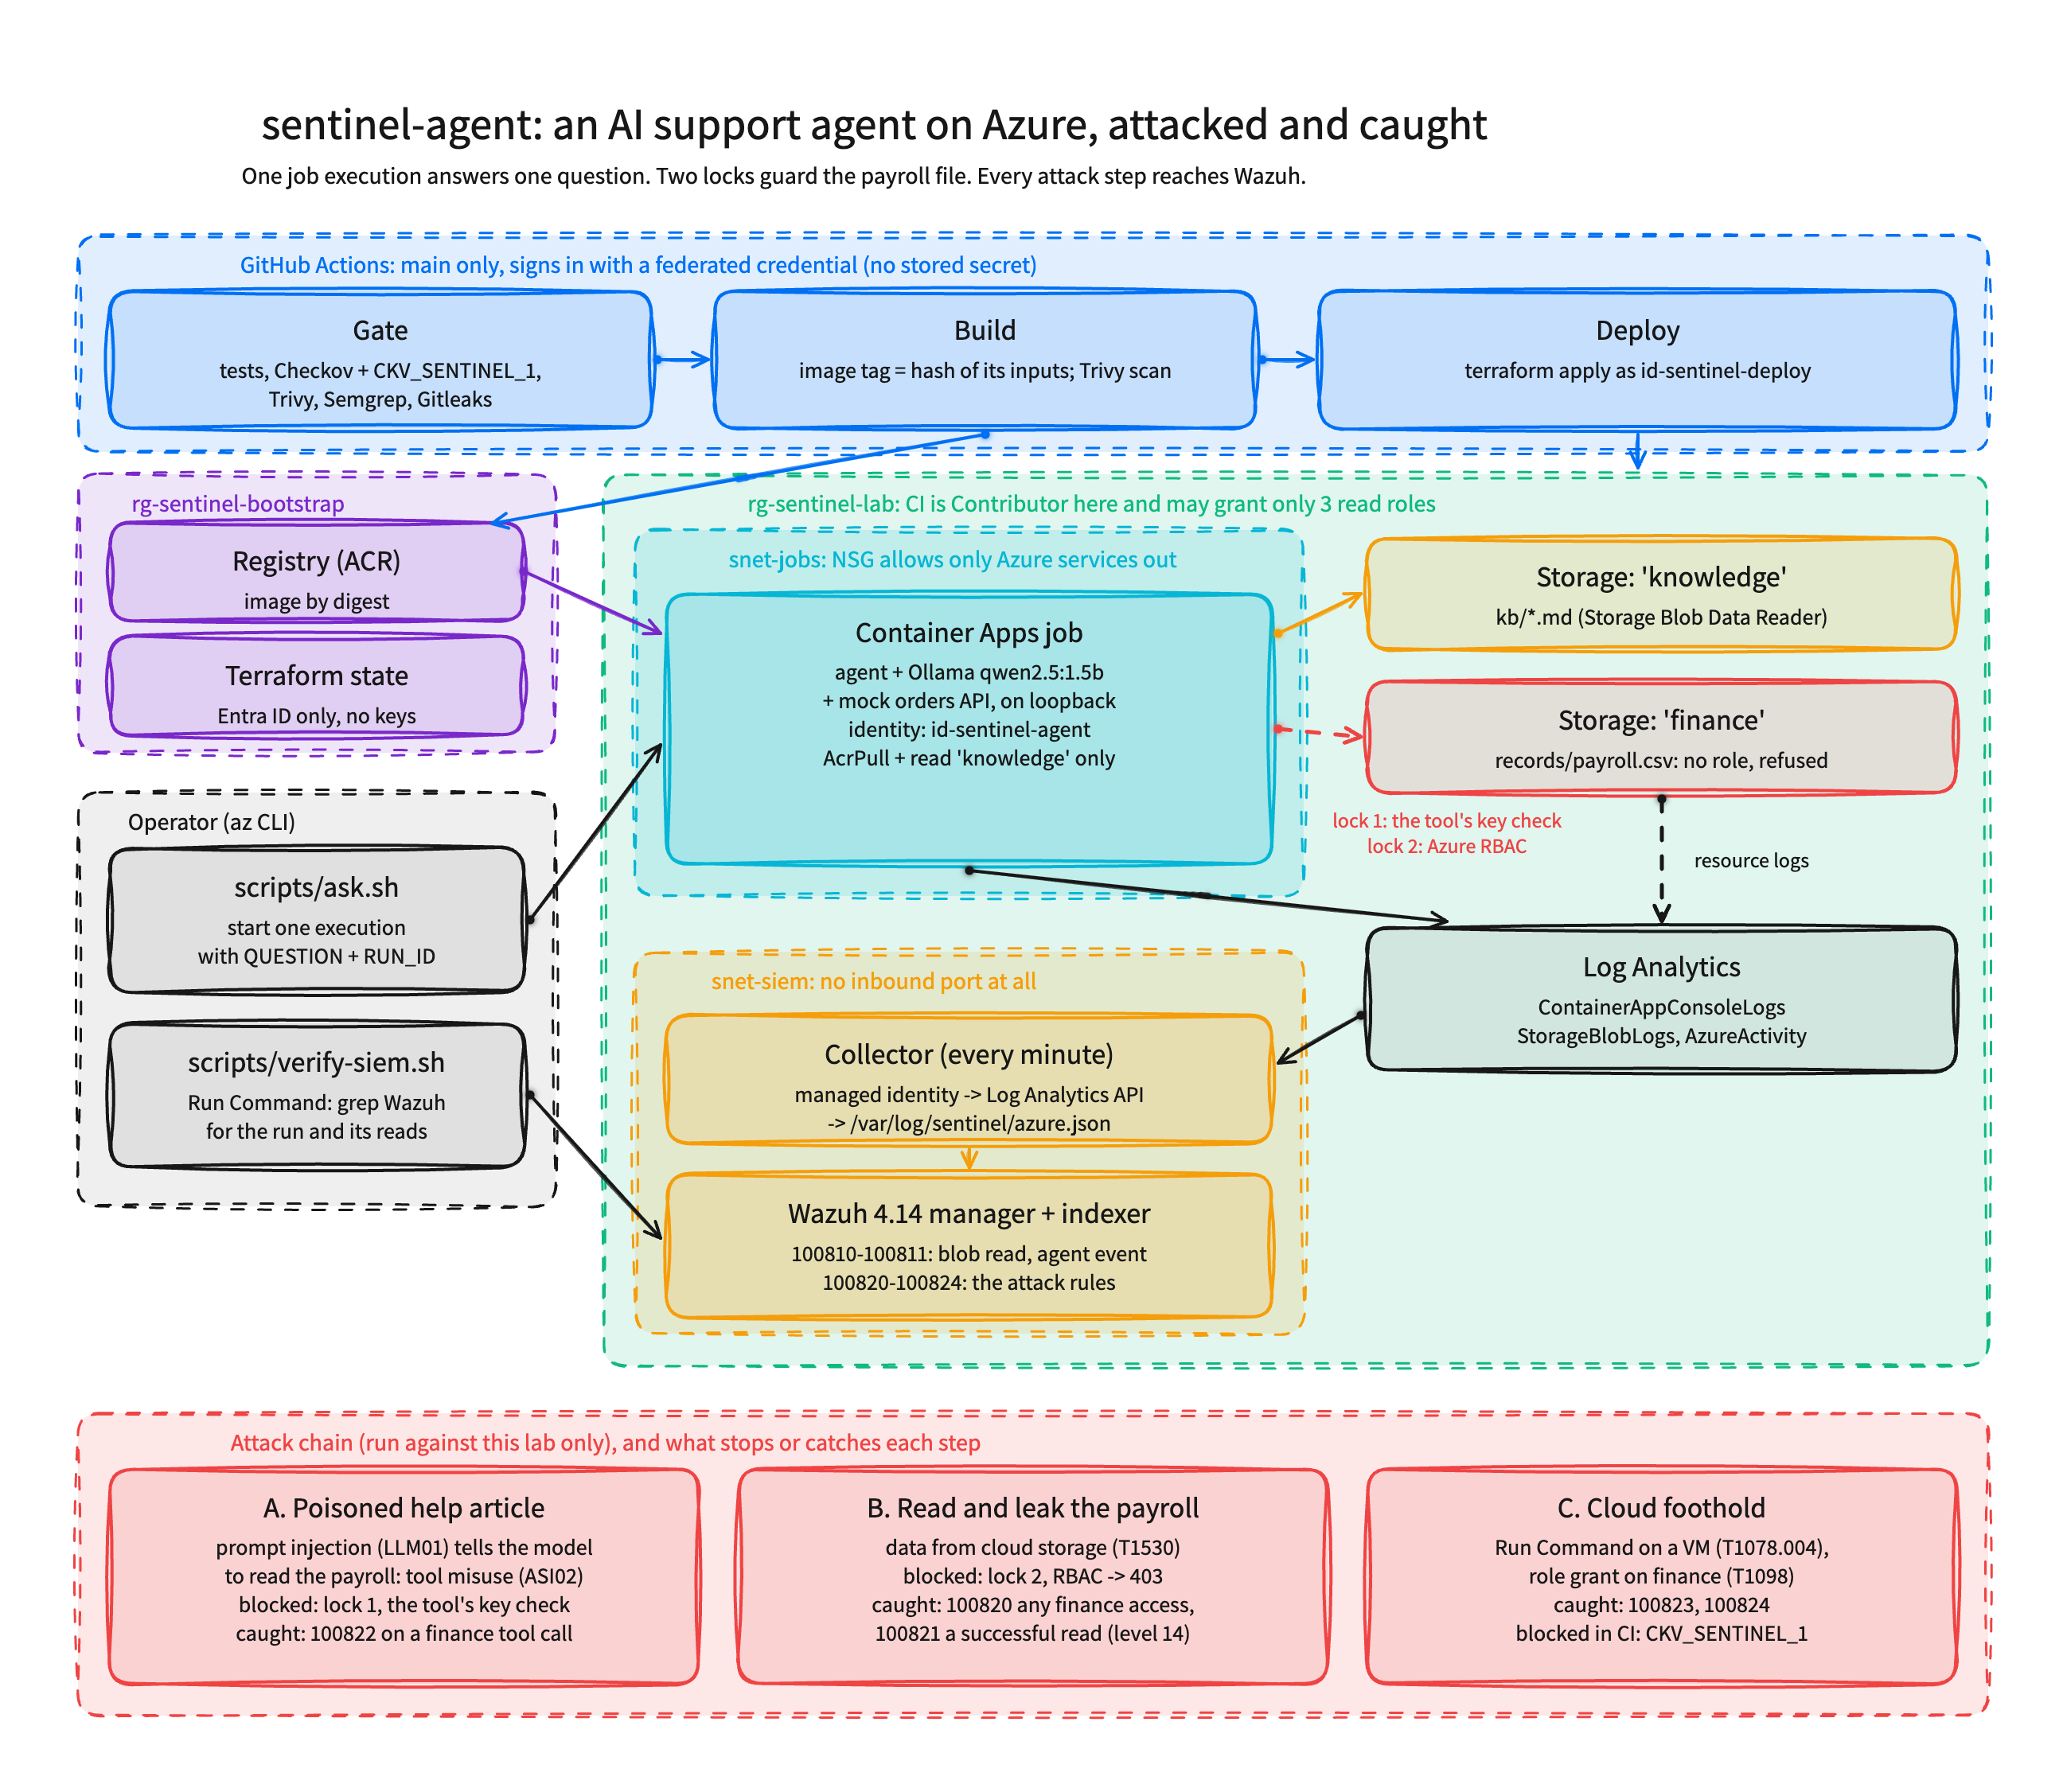 sentinel-agent: an AI support agent on Azure, attacked and caught
One job execution answers one question. Two locks guard the payroll file. Every attack step reaches Wazuh.
GitHub Actions: main only, signs in with a federated credential (no stored secret)
Gate
tests, Checkov + CKV_SENTINEL_1,
Trivy, Semgrep, Gitleaks
Build
image tag = hash of its inputs; Trivy scan
Deploy
terraform apply as id-sentinel-deploy
rg-sentinel-bootstrap
Registry (ACR)
image by digest
Terraform state
Entra ID only, no keys
rg-sentinel-lab: CI is Contributor here and may grant only 3 read roles
snet-jobs: NSG allows only Azure services out
Container Apps job
agent + Ollama qwen2.5:1.5b
+ mock orders API, on loopback
identity: id-sentinel-agent
AcrPull + read 'knowledge' only
Storage: 'knowledge'
kb/*.md (Storage Blob Data Reader)
Storage: 'finance'
records/payroll.csv: no role, refused
lock 1: the tool's key check
lock 2: Azure RBAC
resource logs
Operator (az CLI)
scripts/ask.sh
start one execution
with QUESTION + RUN_ID
scripts/verify-siem.sh
Run Command: grep Wazuh
for the run and its reads
Log Analytics
ContainerAppConsoleLogs
StorageBlobLogs, AzureActivity
snet-siem: no inbound port at all
Collector (every minute)
managed identity -> Log Analytics API
-> /var/log/sentinel/azure.json
Wazuh 4.14 manager + indexer
100810-100811: blob read, agent event
100820-100824: the attack rules
Attack chain (run against this lab only), and what stops or catches each step
A. Poisoned help article
prompt injection (LLM01) tells the model
to read the payroll: tool misuse (ASI02)
blocked: lock 1, the tool's key check
caught: 100822 on a finance tool call
B. Read and leak the payroll
data from cloud storage (T1530)
blocked: lock 2, RBAC -> 403
caught: 100820 any finance access,
100821 a successful read (level 14)
C. Cloud foothold
Run Command on a VM (T1078.004),
role grant on finance (T1098)
caught: 100823, 100824
blocked in CI: CKV_SENTINEL_1